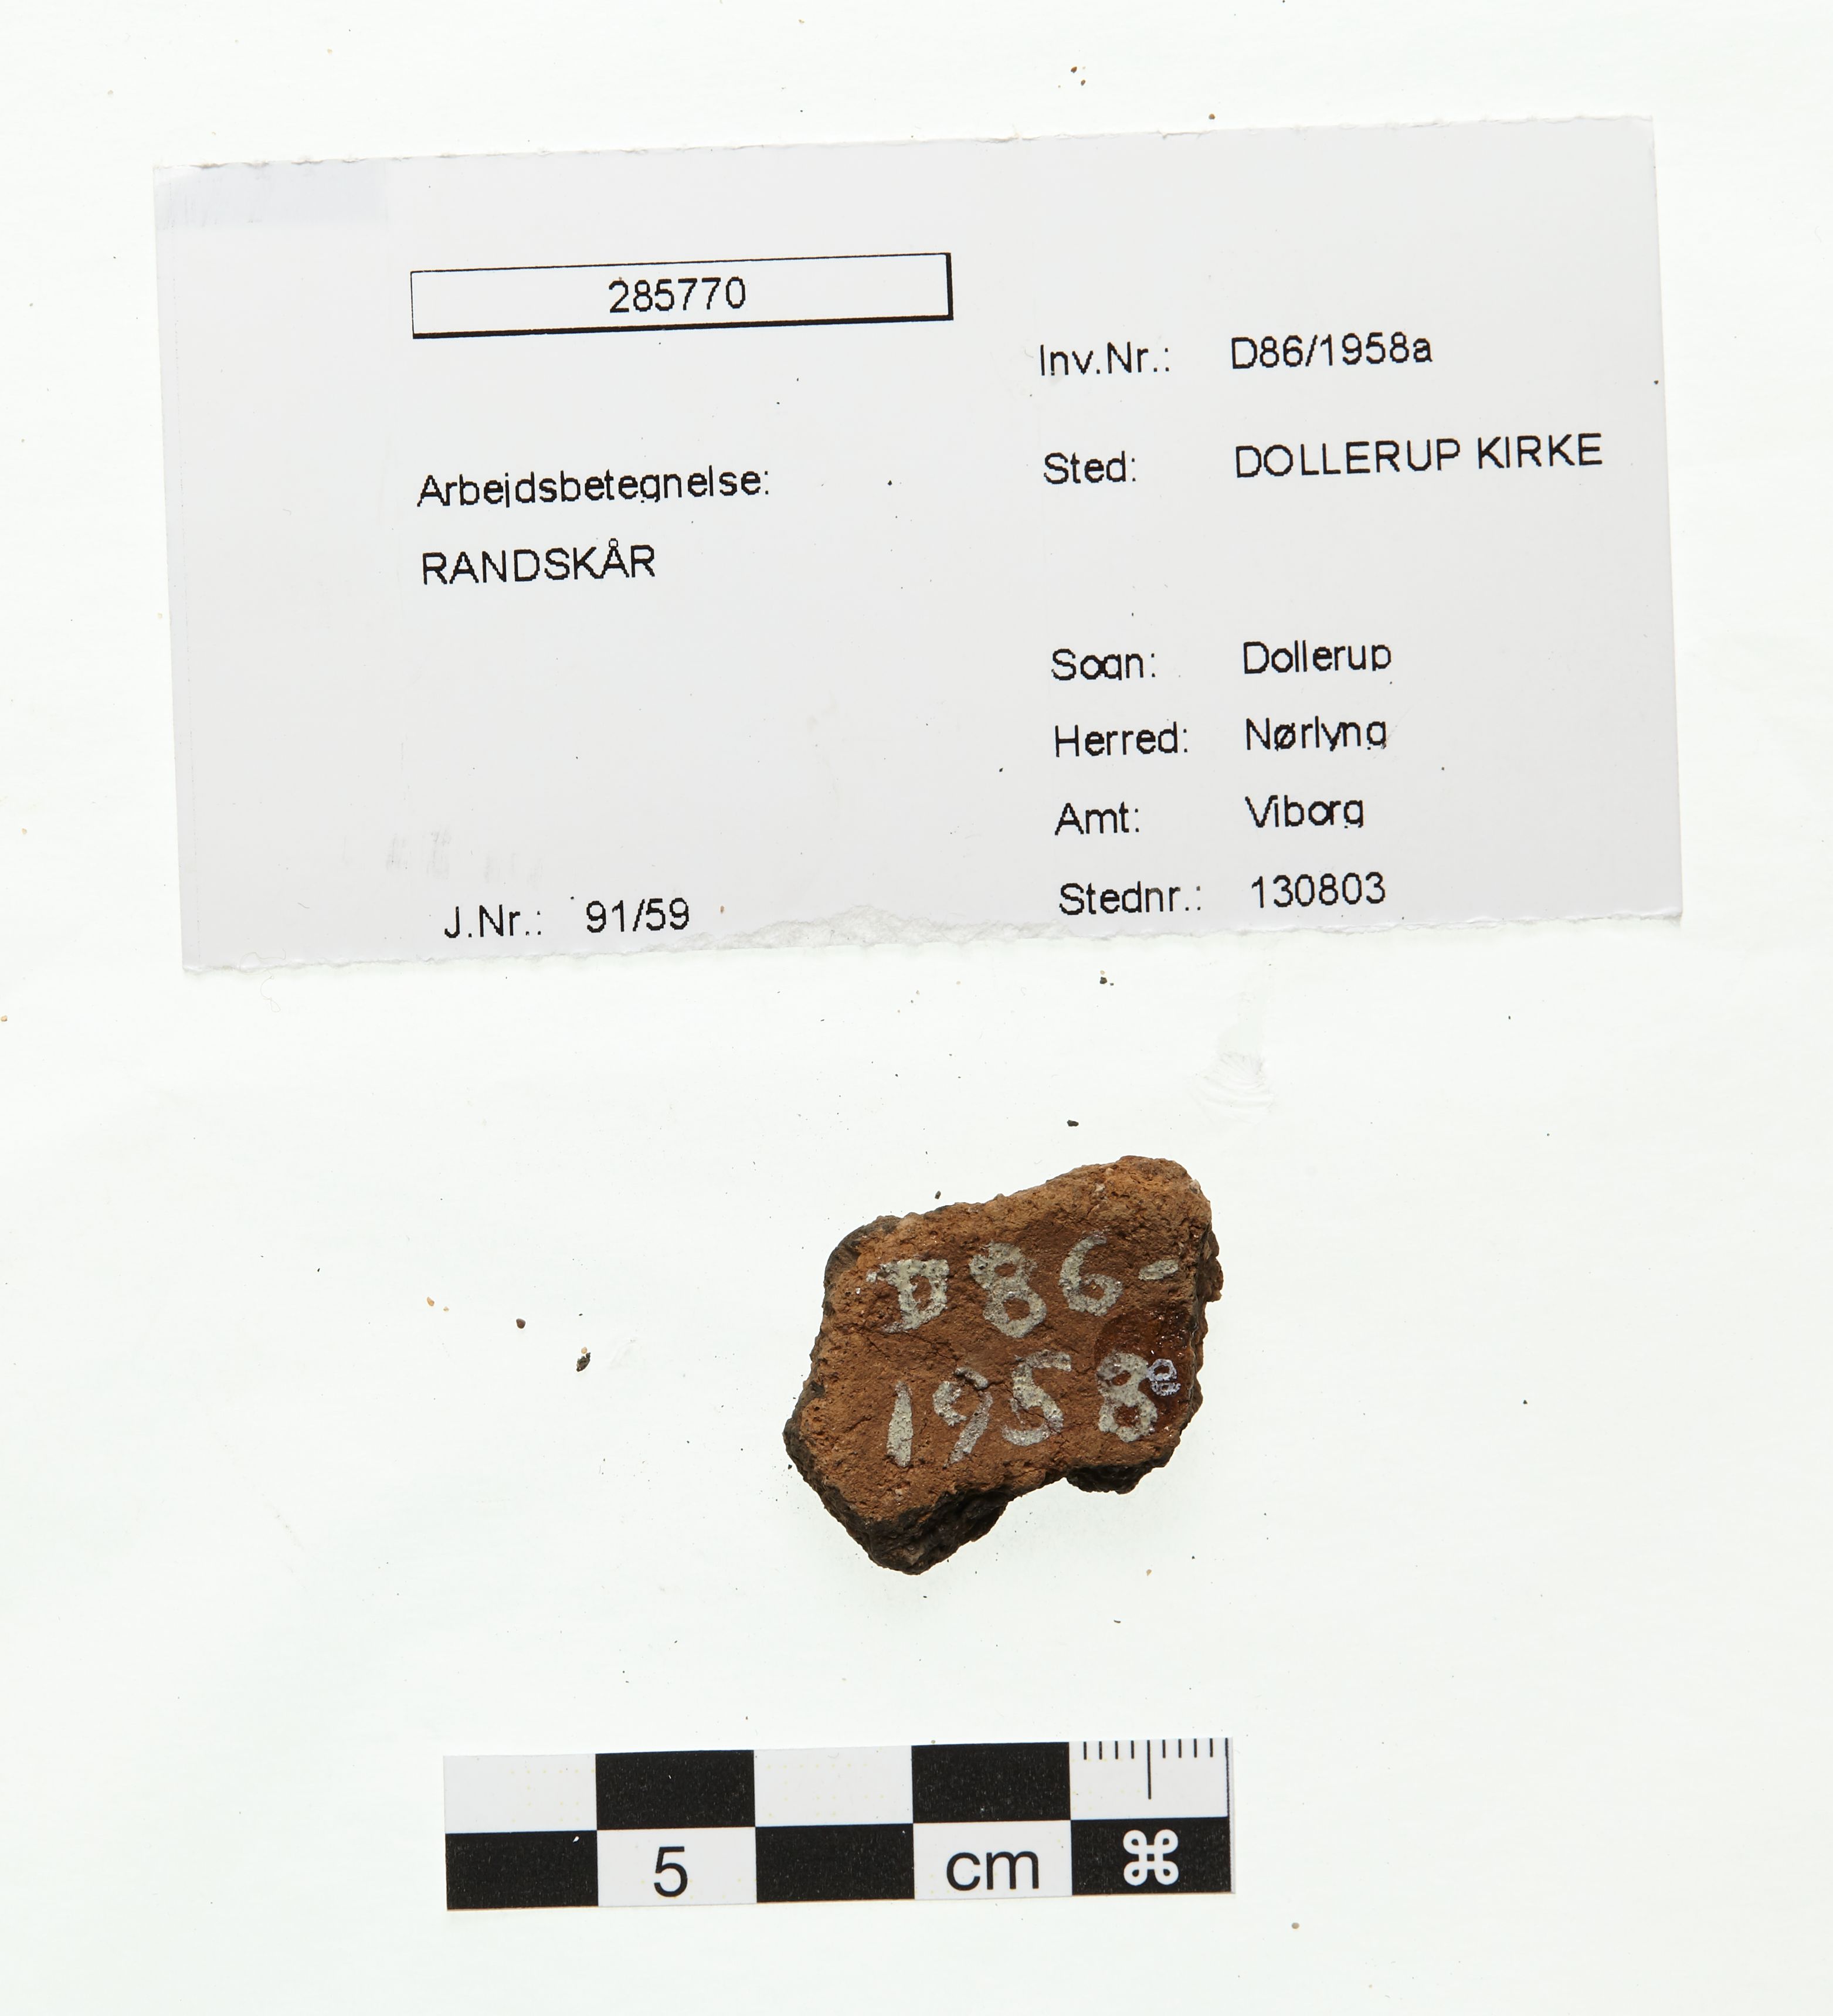 285770
Inv.Nr.: D86/1958a
Arbejdsbetegnelse:
Sted: DOLLERUP KIRKE
RANDSKÅR
Sogn: Dollerup
Herred: Nørlyng
Amt: Viborg
J.Nr.: 91/59
Stednr.: 130803
D86-
1958a
5 cm